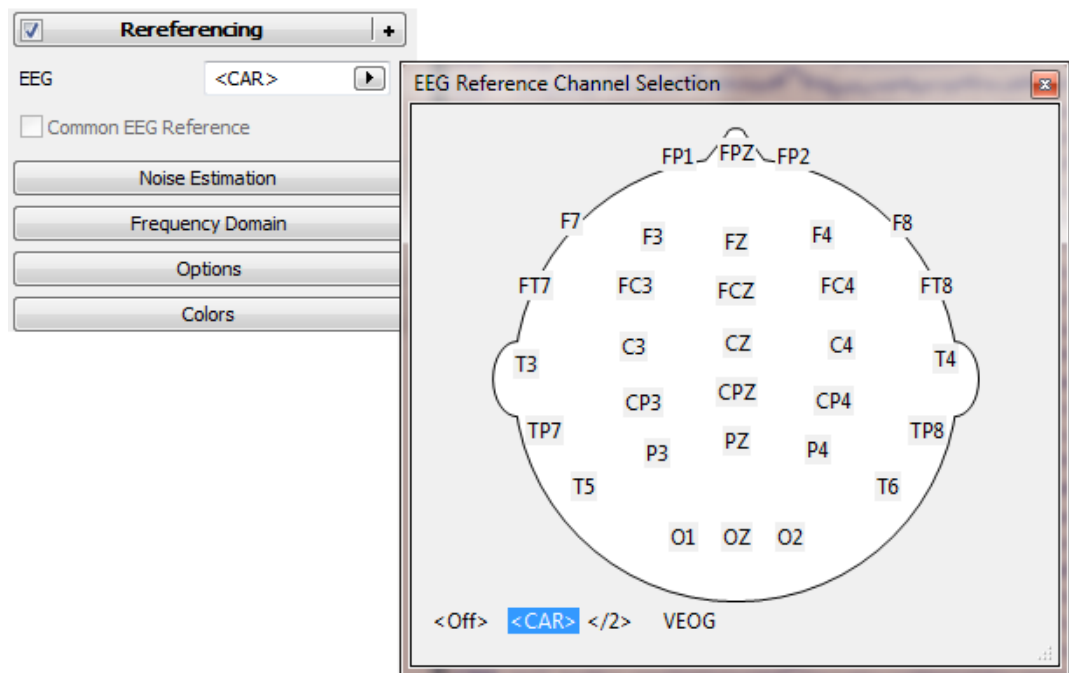 Rereferencing +
EEG <CAR>
Common EEG Reference
Noise Estimation
Frequency Domain
Options
Colors
EEG Reference Channel Selection
FP1 FPZ FP2
F7 F3 FZ F4 F8
FT7 FC3 FCZ FC4 FT8
T3 C3 CZ C4 T4
CP3 CPZ CP4
TP7 P3 PZ P4 TP8
T5 T6
O1 OZ O2
<Off> <CAR> </2> VEOG